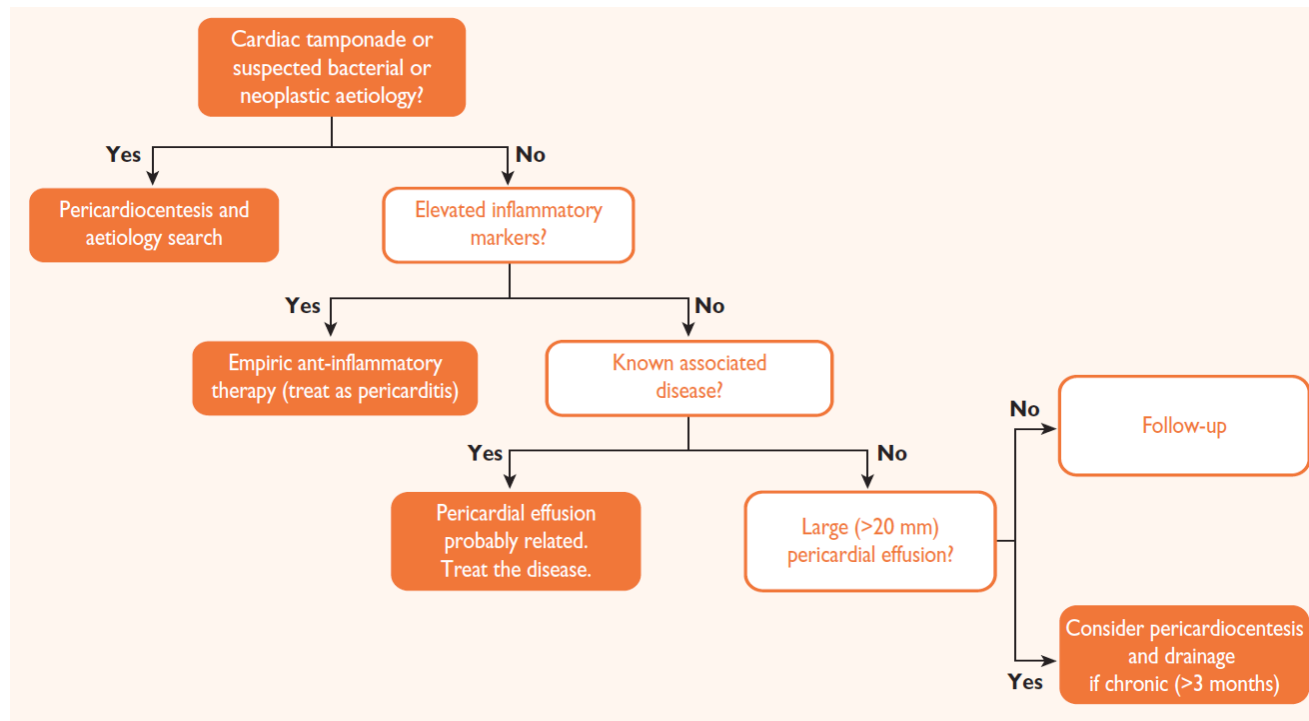 Cardiac tamponade or
suspected bacterial or
neoplastic aetiology?
Yes
No
Pericardiocentesis and
aetiology search
Elevated inflammatory
markers?
Yes
No
Empiric ant-inflammatory
therapy (treat as pericarditis)
Known associated
disease?
Yes
No
Pericardial effusion
probably related.
Treat the disease.
Large (>20 mm)
pericardial effusion?
No
Follow-up
Yes
Consider pericardiocentesis
and drainage
if chronic (>3 months)